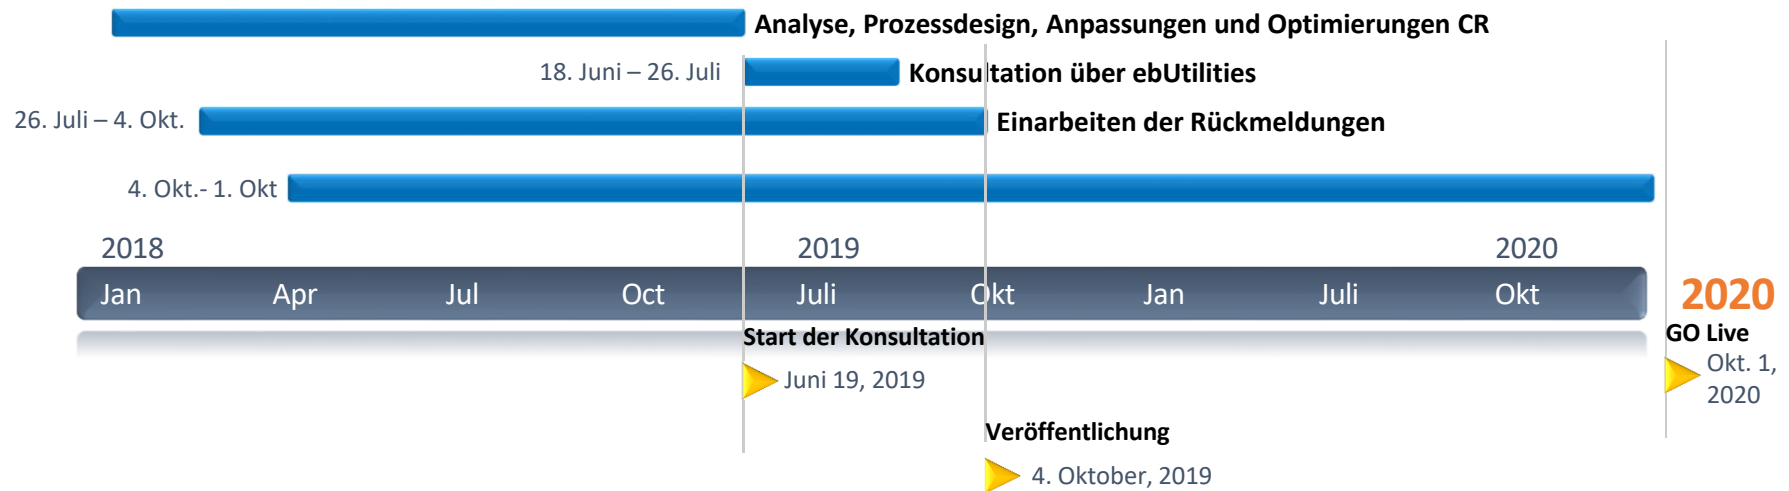 Analyse, Prozessdesign, Anpassungen und Optimierungen CR
18. Juni – 26. Juli
Konsultation über ebUtilities
26. Juli – 4. Okt.
Einarbeiten der Rückmeldungen
4. Okt.- 1. Okt
2018
2019
2020
Jan
Apr
Jul
Oct
Juli
Okt
Jan
Juli
Okt
2020
Start der Konsultation
Juni 19, 2019
GO Live
Okt. 1,
2020
Veröffentlichung
4. Oktober, 2019